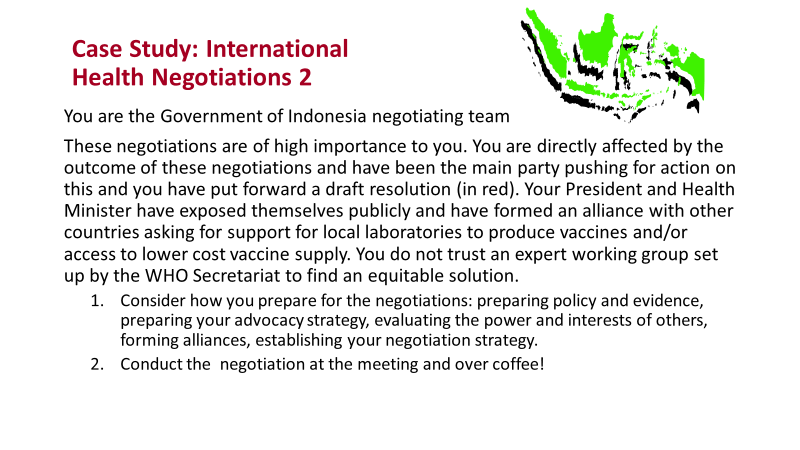 Case Study: International
Health Negotiations 2
You are the Government of Indonesia negotiating team
These negotiations are of high importance to you. You are directly affected by the
outcome of these negotiations and have been the main party pushing for action on
this and you have put forward a draft resolution (in red). Your President and Health
Minister have exposed themselves publicly and have formed an alliance with other
countries asking for support for local laboratories to produce vaccines and/or
access to lower cost vaccine supply. You do not trust an expert working group set
up by the WHO Secretariat to find an equitable solution.
1. Consider how you prepare for the negotiations: preparing policy and evidence,
preparing your advocacy strategy, evaluating the power and interests of others,
forming alliances, establishing your negotiation strategy.
2. Conduct the negotiation at the meeting and over coffee!